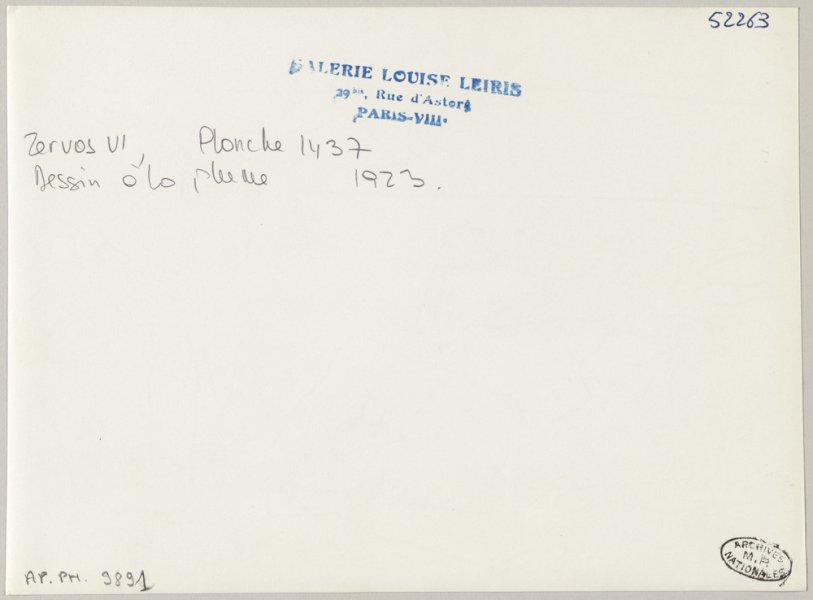 52263
GALERIE LOUISE LEIRIS
29bis, Rue d'Astorg
PARIS-VIIIe
Zervos VI, Planche 1437
Dessin à la plume 1923.
ARCHIVES
M.P.
NATIONALES
AP. PH. 9891